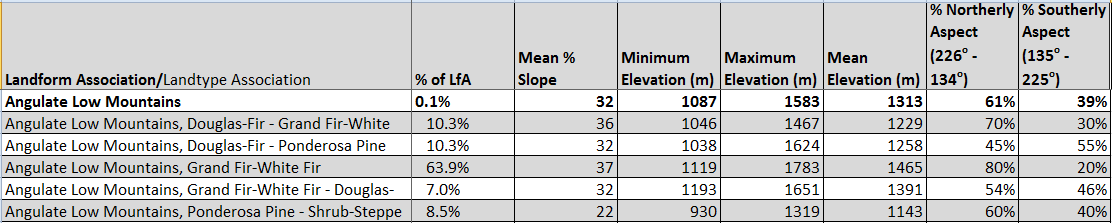 Landform Association/Landtype Association % of LfA Mean % Slope Minimum Elevation (m) Maximum Elevation (m) Mean Elevation (m) % Northerly Aspect (226° - 134°) % Southerly Aspect (135° - 225°)
Angulate Low Mountains 0.1% 32 1087 1583 1313 61% 39%
Angulate Low Mountains, Douglas-Fir - Grand Fir-White 10.3% 36 1046 1467 1229 70% 30%
Angulate Low Mountains, Douglas-Fir - Ponderosa Pine 10.3% 32 1038 1624 1258 45% 55%
Angulate Low Mountains, Grand Fir-White Fir 63.9% 37 1119 1783 1465 80% 20%
Angulate Low Mountains, Grand Fir-White Fir - Douglas- 7.0% 32 1193 1651 1391 54% 46%
Angulate Low Mountains, Ponderosa Pine - Shrub-Steppe 8.5% 22 930 1319 1143 60% 40%